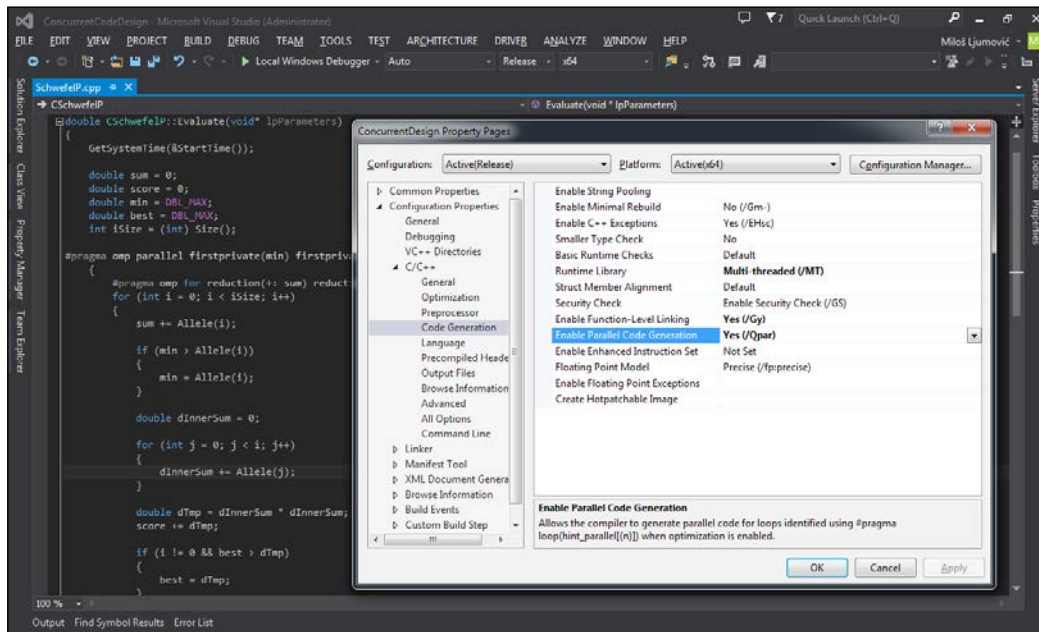 ConcurrentCodeDesign - Microsoft Visual Studio (Administrator)
7 Quick Launch (Ctrl+Q)
FILE EDIT VIEW PROJECT BUILD DEBUG TEAM TOOLS TEST ARCHITECTURE DRIVER ANALYZE WINDOW HELP
Miloš Ljumović
Local Windows Debugger Auto Release x64
SchwefelP.cpp
CSchwefelP
Evaluate(void * lpParameters)
Solution Explorer
Class View
Property Manager
Team Explorer
Server Explorer
Toolbox
Properties
double CSchwefelP::Evaluate(void* lpParameters)
{
GetSystemTime(&StartTime());
double sum = 0;
double score = 0;
double min = DBL_MAX;
double best = DBL_MAX;
int iSize = (int) Size();
#pragma omp parallel firstprivate(min) firstpriva
{
#pragma omp for reduction(+: sum) reducti
for (int i = 0; i < iSize; i++)
{
sum += Allele(i);
if (min > Allele(i))
{
min = Allele(i);
}
double dInnerSum = 0;
for (int j = 0; j < i; j++)
{
dInnerSum += Allele(j);
}
double dTmp = dInnerSum * dInnerSum;
score += dTmp;
if (i != 0 && best > dTmp)
{
best = dTmp;
}
100 %
Output Find Symbol Results Error List
ConcurrentDesign Property Pages
Configuration: Active(Release) Platform: Active(x64) Configuration Manager...
Common Properties
Configuration Properties
General
Debugging
VC++ Directories
C/C++
General
Optimization
Preprocessor
Code Generation
Language
Precompiled Heade
Output Files
Browse Information
Advanced
All Options
Command Line
Linker
Manifest Tool
XML Document Genera
Browse Information
Build Events
Custom Build Step
Enable String Pooling
Enable Minimal Rebuild No (/Gm-)
Enable C++ Exceptions Yes (/EHsc)
Smaller Type Check No
Basic Runtime Checks Default
Runtime Library Multi-threaded (/MT)
Struct Member Alignment Default
Security Check Enable Security Check (/GS)
Enable Function-Level Linking Yes (/Gy)
Enable Parallel Code Generation Yes (/Qpar)
Enable Enhanced Instruction Set Not Set
Floating Point Model Precise (/fp:precise)
Enable Floating Point Exceptions
Create Hotpatchable Image
Enable Parallel Code Generation
Allows the compiler to generate parallel code for loops identified using #pragma
loop(hint_parallel[(n)]) when optimization is enabled.
OK Cancel Apply